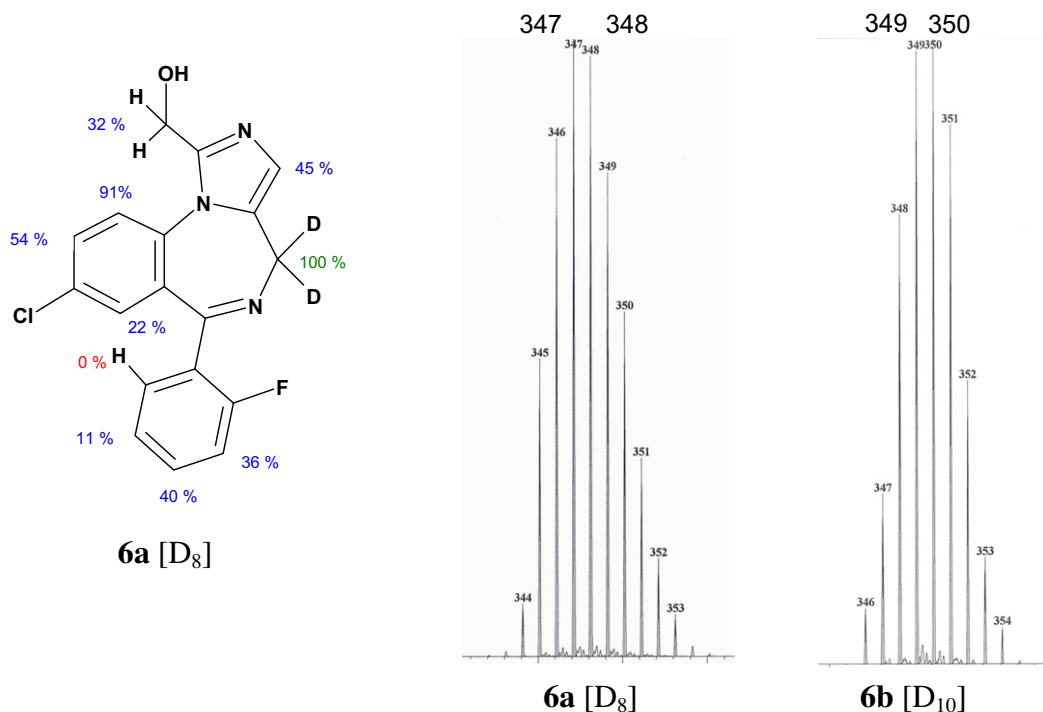 OH
H
32 %
H
N
45 %
91%
N
54 %
D
100 %
D
Cl
22 %
N
0 % H
F
11 %
36 %
40 %
6a [D8]
347 348
347 348
346
349
350
345
351
352
344
353
6a [D8]
349 350
349 350
351
348
352
347
353
346
354
6b [D10]